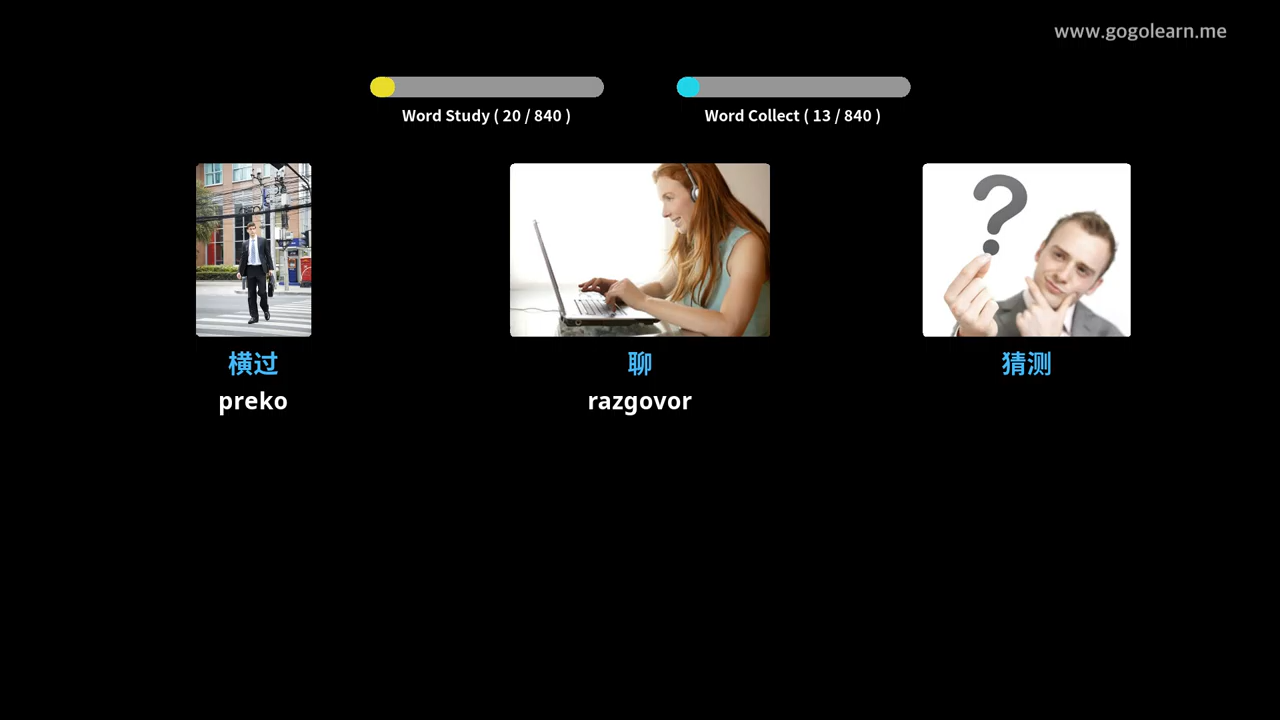 www.gogolearn.me
Word Study ( 20 / 840 )
Word Collect ( 13 / 840 )
横过
聊
猜测
preko
razgovor